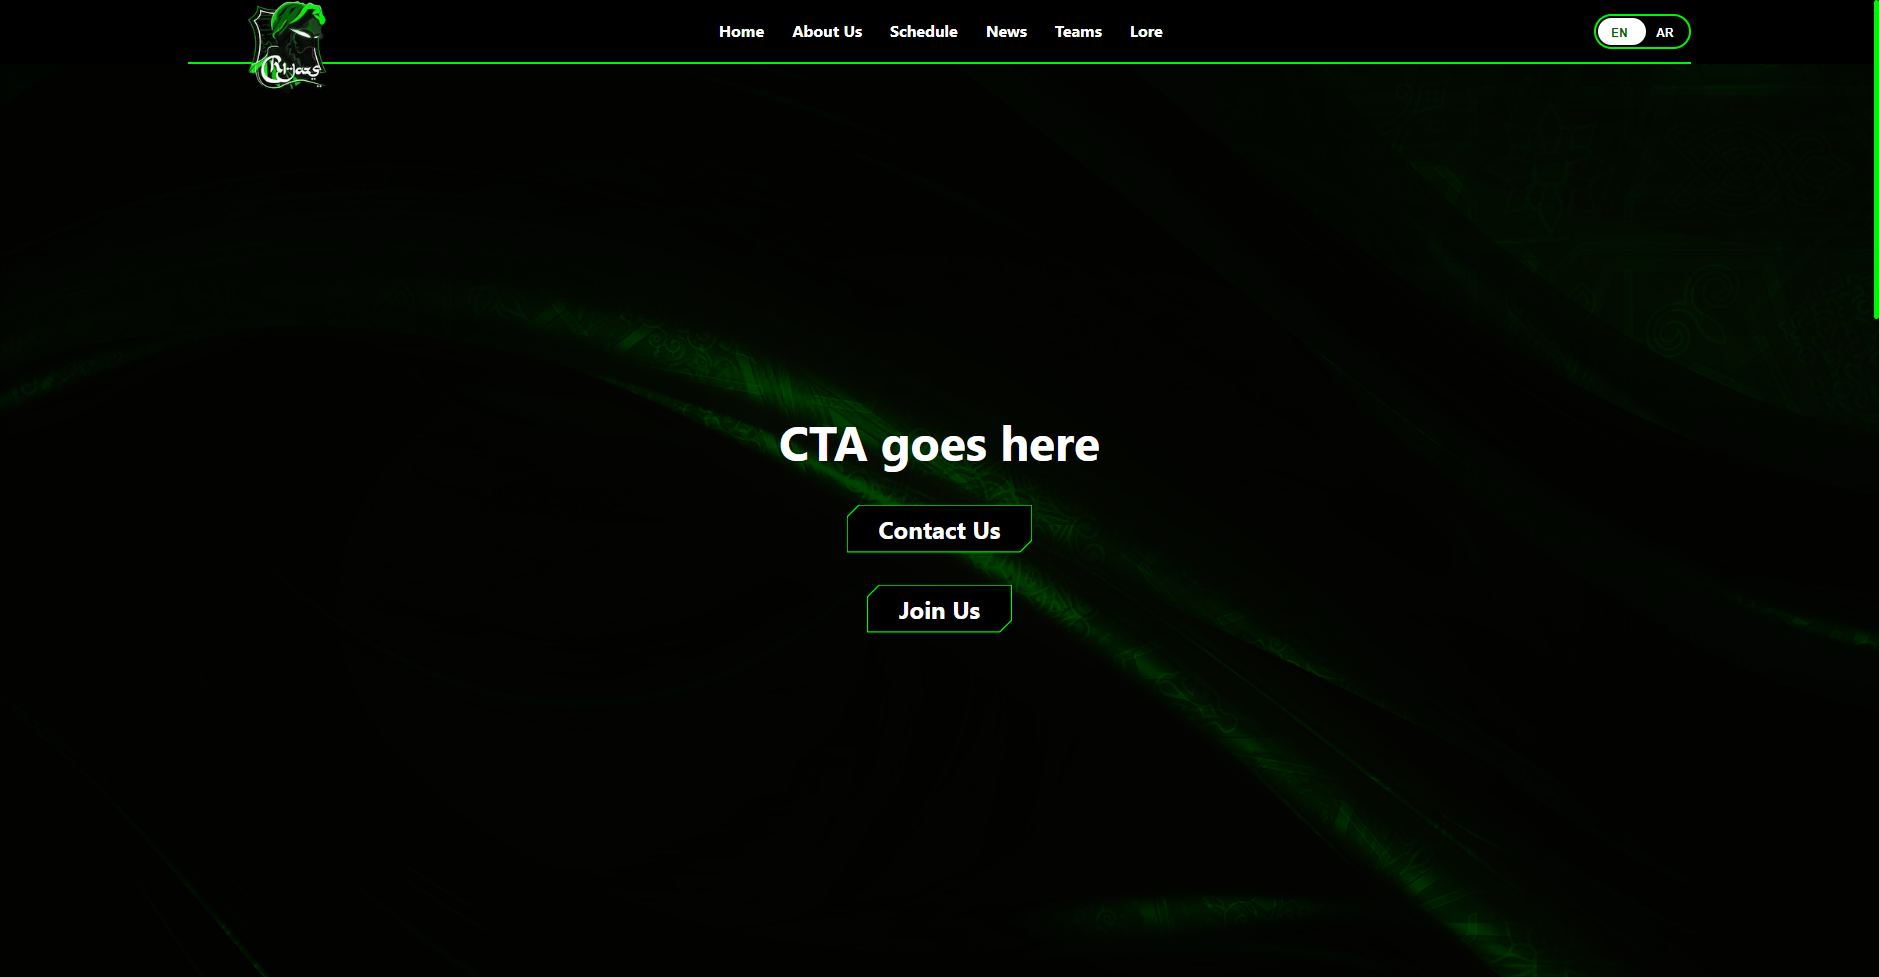 Home About Us Schedule News Teams Lore EN AR
CTA goes here
Contact Us
Join Us